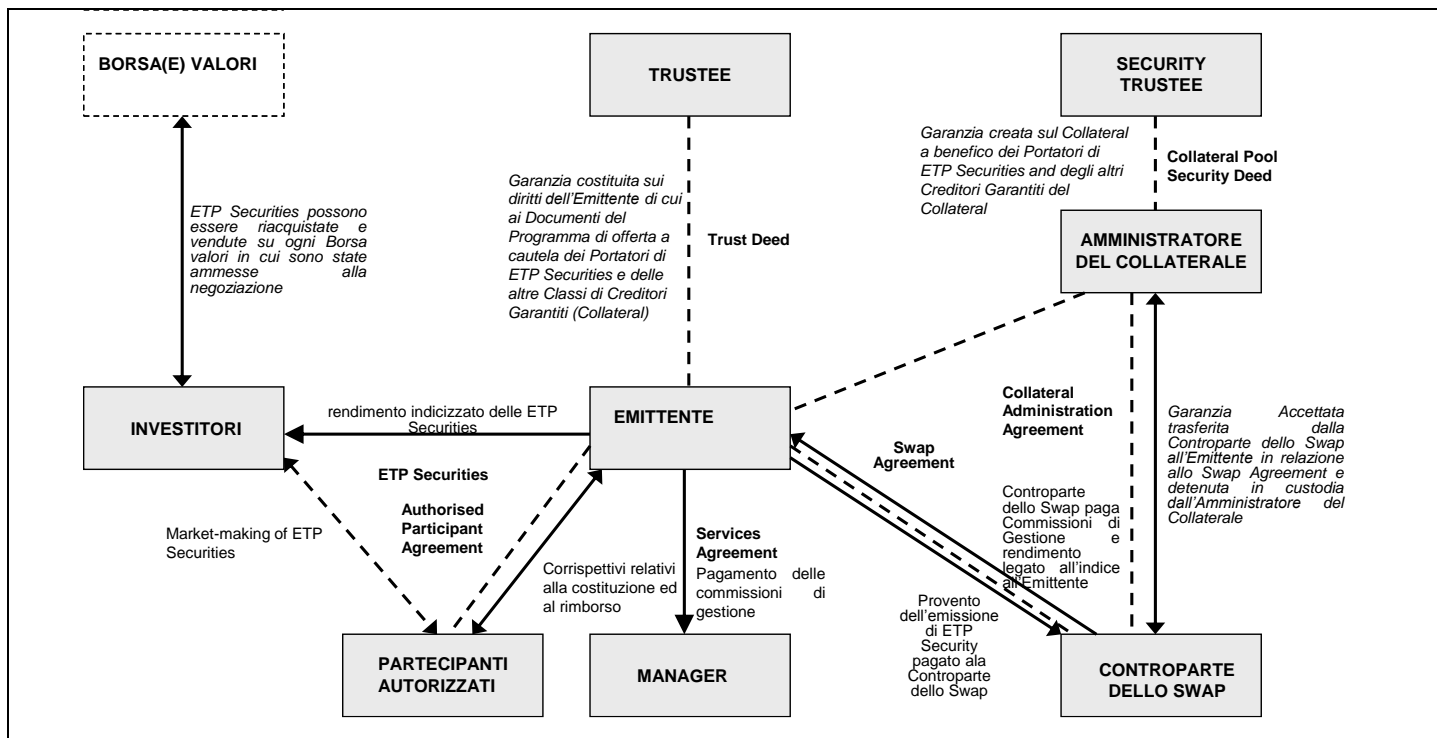 BORSA(E) VALORI
TRUSTEE
SECURITY
TRUSTEE
Garanzia creata sul Collateral
a benefico dei Portatori di
ETP Securities and degli altri
Creditori Garantiti del
Collateral
Collateral Pool
Security Deed
ETP Securities possono
essere riacquistate e
vendute su ogni Borsa
valori in cui sono state
ammesse alla
negoziazione
Garanzia costituita sui
diritti dell'Emittente di cui
ai Documenti del
Programma di offerta a
cautela dei Portatori di
ETP Securities e delle
altre Classi di Creditori
Garantiti (Collateral)
Trust Deed
AMMINISTRATORE
DEL COLLATERALE
INVESTITORI
rendimento indicizzato delle ETP
Securities
EMITTENTE
Collateral
Administration
Agreement
Garanzia Accettata
trasferita dalla
Controparte dello Swap
all'Emittente in relazione
allo Swap Agreement e
detenuta in custodia
dall'Amministratore del
Collaterale
Swap
Agreement
ETP Securities
Authorised
Participant
Agreement
Market-making of ETP
Securities
Corrispettivi relativi
alla costituzione ed
al rimborso
Services
Agreement
Pagamento delle
commissioni di
gestione
Controparte
dello Swap paga
Commissioni di
Gestione e
rendimento
legato all'indice
all'Emittente
Provento
dell'emissione
di ETP
Security
pagato ala
Controparte
dello Swap
PARTECIPANTI
AUTORIZZATI
MANAGER
CONTROPARTE
DELLO SWAP